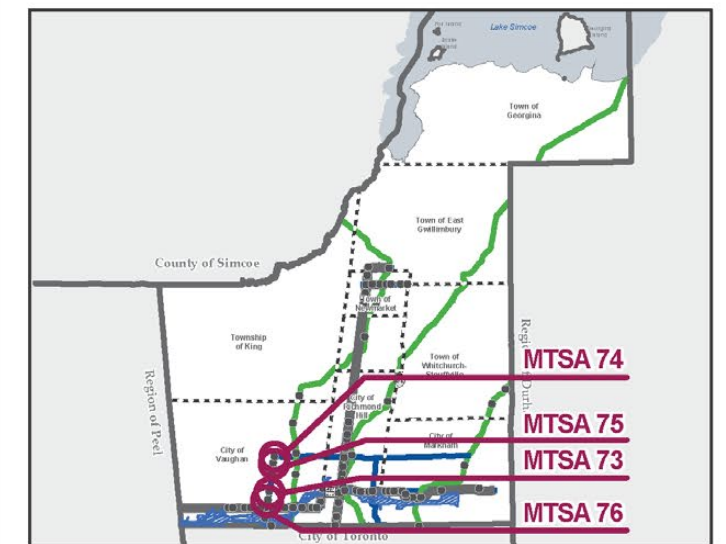 Lake Simcoe
Town of
Georgina
Town of East
Gwillimbury
County of Simcoe
Town of
Newmarket
Township
of King
Town of
Whitchurch-
Stouffville
Region of Peel
MTSA 74
City of
Richmond
Hill
City of
Vaughan
City of
Markham
MTSA 75
MTSA 73
MTSA 76
City of Toronto